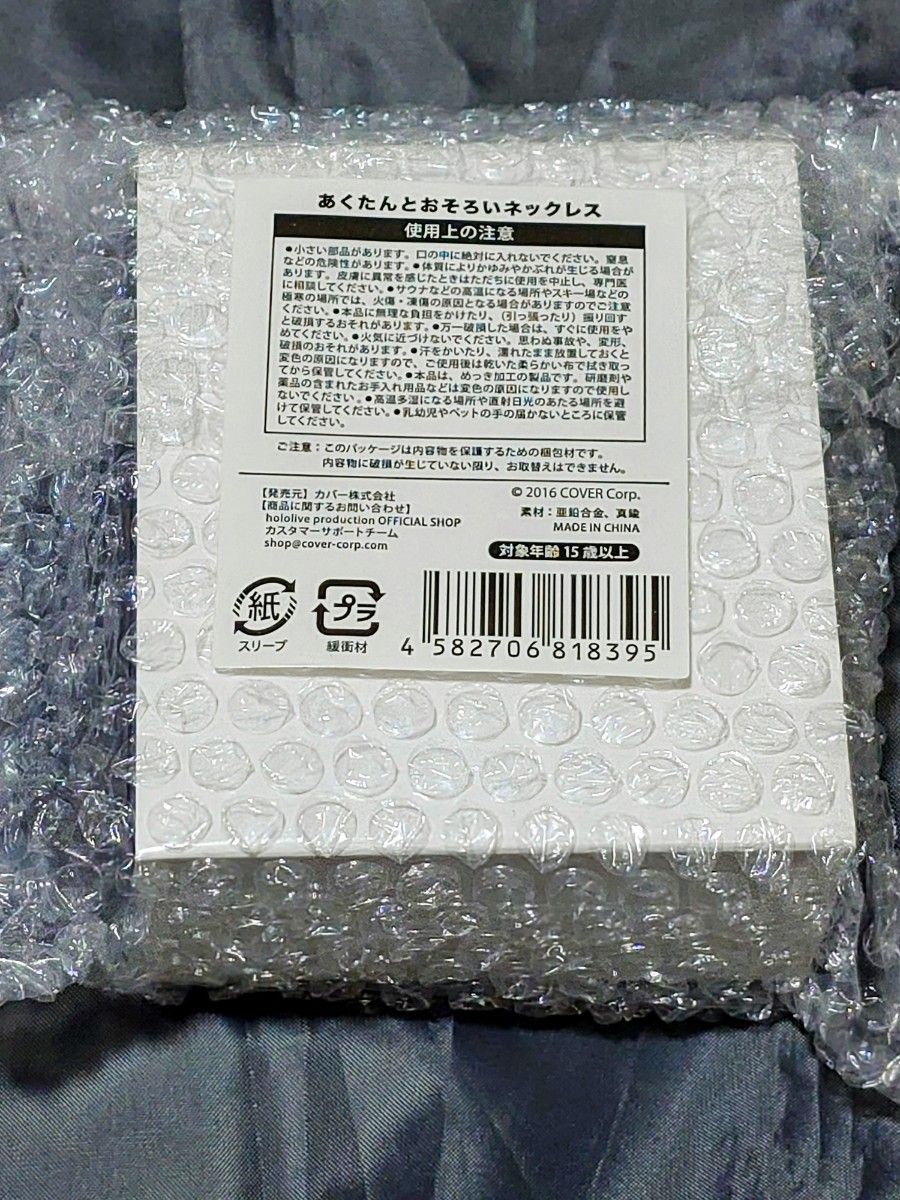 あくたんとおそろいネックレス
使用上の注意
●小さい部品があります。口の中に絶対に入れないでください。窒息
などの危険性があります。●体質によりかゆみやかぶれが生じる場合が
あります。皮膚に異常を感じたときはただちに使用を中止し、専門医
に相談してください。●サウナなどの高温になる場所やスキー場などの
極寒の場所では、火傷・凍傷の原因となる場合がありますのでご注意
ください。●本品に無理な負担をかけたり、(引っ張ったり) 振り回す
と破損するおそれがあります。●万一破損した場合は、すぐに使用をや
めてください。●火気に近づけないでください。思わぬ事故や、変形、
破損のおそれがあります。●汗をかいたり、濡れたまま放置しておくと
変色の原因になりますので、ご使用後は乾いた柔らかい布で拭き取っ
てから保管してください。●本品は、めっき加工の製品です。研磨剤や
薬品の含まれたお手入れ用品などは変色の原因になりますので使用し
ないでください。●高温多湿になる場所や直射日光のあたる場所を避
けて保管してください。●乳幼児やペットの手の届かないところに保管
してください。
ご注意:このパッケージは内容物を保護するための梱包材です。
内容物に破損が生じていない限り、お取替えはできません。
【発売元】カバー株式会社
【商品に関するお問い合わせ】
hololive production OFFICIAL SHOP
カスタマーサポートチーム
shop@cover-corp.com
© 2016 COVER Corp.
素材:亜鉛合金、真鍮
MADE IN CHINA
対象年齢15歳以上
紙
スリーブ
プラ
緩衝材
4 582706 818395